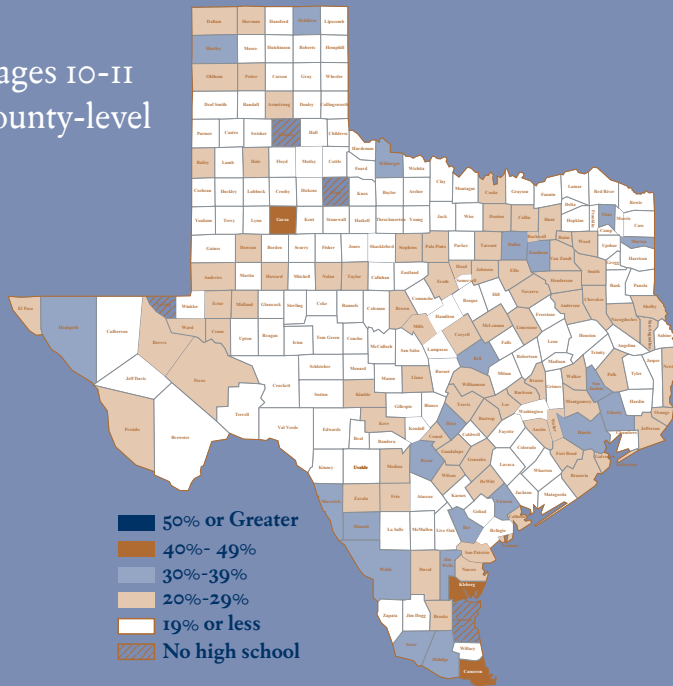 ages 10-11
ounty-level
Dallam Sherman Hansford Ochiltree Lipscomb
Hartley Moore Hutchinson Roberts Hemphill
Oldham Potter Carson Gray Wheeler
Deaf Smith Randall Armstrong Donley Collingsworth
Parmer Castro Swisher Hall Childress
Hardeman
Bailey Lamb Hale Floyd Motley Cottle Foard Wilbarger Wichita
Clay Montague Cooke Grayson Fannin Lamar Red River Bowie
Cochran Hockley Lubbock Crosby Dickens Knox Baylor Archer
Delta Franklin Titus Morris Cass
Yoakum Terry Lynn Garza Kent Stonewall Haskell Throckmorton Young Jack Wise Denton Collin Hunt Hopkins Camp
Rockwall Rains Wood Upshur Marion
Gaines Dawson Borden Scurry Fisher Jones Shackelford Stephens Palo Pinto Parker Tarrant Dallas Kaufman Van Zandt Gregg Harrison
Andrews Martin Howard Mitchell Nolan Taylor Callahan Eastland Erath Hood Somervell Johnson Ellis Henderson Smith Rusk Panola
El Paso Hudspeth Culberson Winkler Ector Midland Glasscock Sterling Coke Runnels Coleman Brown Comanche Bosque Hill Navarro Anderson Cherokee Shelby
Reeves Ward Crane Upton Reagan Irion Tom Green Concho McCulloch San Saba Mills Hamilton Coryell McLennan Limestone Freestone Nacogdoches
Lampasas Falls Leon Houston Angelina Sabine
Jeff Davis Pecos Crockett Schleicher Menard Mason Llano Burnet Bell Milam Robertson Madison Trinity Polk Tyler Jasper
Terrell Sutton Kimble Gillespie Blanco Williamson Travis Brazos Grimes Walker Hardin
Presidio Brewster Val Verde Edwards Kerr Kendall Hays Bastrop Lee Burleson Washington Montgomery Liberty Orange
Real Bandera Comal Caldwell Fayette Austin Harris Chambers Jefferson
Kinney Uvalde Medina Bexar Guadalupe Gonzales Colorado Fort Bend
Lavaca Wharton Brazoria
Maverick Zavala Frio Atascosa Wilson Karnes DeWitt Jackson Matagorda
Victoria
Dimmit La Salle McMullen Live Oak Bee Goliad Refugio Calhoun
San Patricio
Webb Duval Jim Wells Nueces
Kleberg
Zapata Jim Hogg Brooks
Starr Hidalgo Willacy
Cameron
50% or Greater
40%- 49%
30%-39%
20%-29%
19% or less
No high school